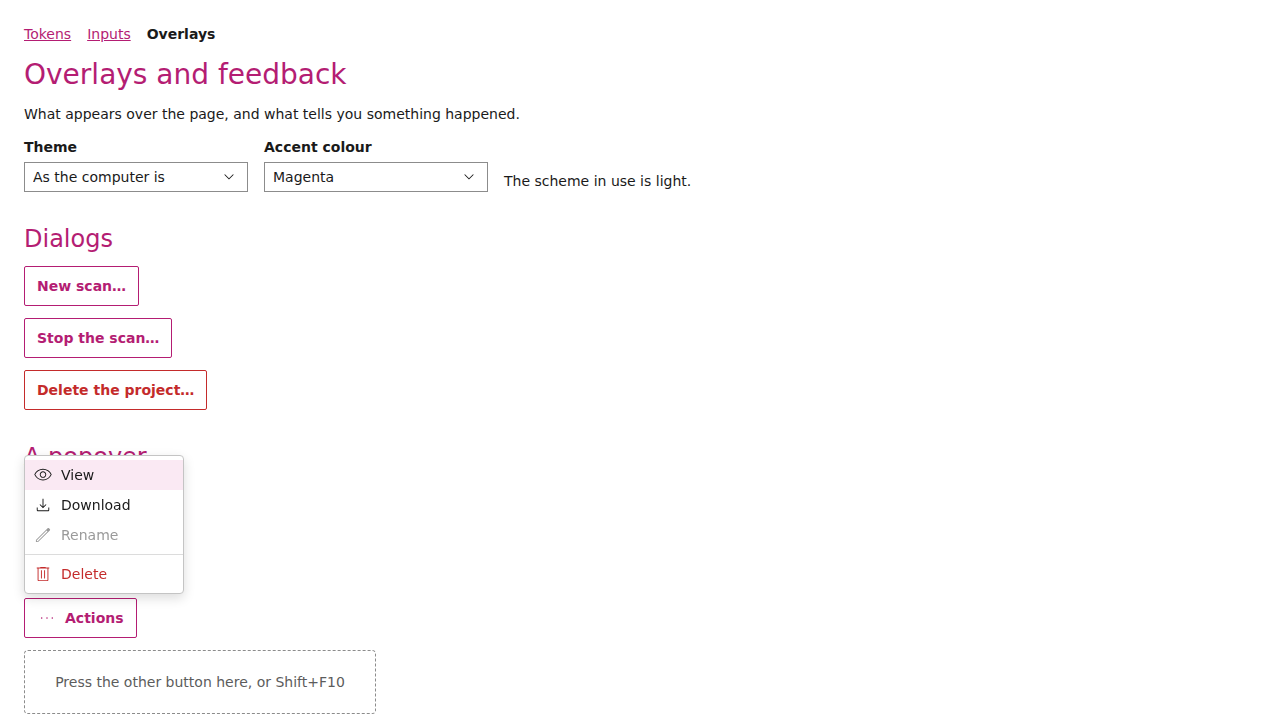 Tokens Inputs Overlays
Overlays and feedback
What appears over the page, and what tells you something happened.
Theme Accent colour
As the computer is Magenta The scheme in use is light.
Dialogs
New scan…
Stop the scan…
Delete the project…
A popover
View
Download
Rename
Delete
Actions
Press the other button here, or Shift+F10